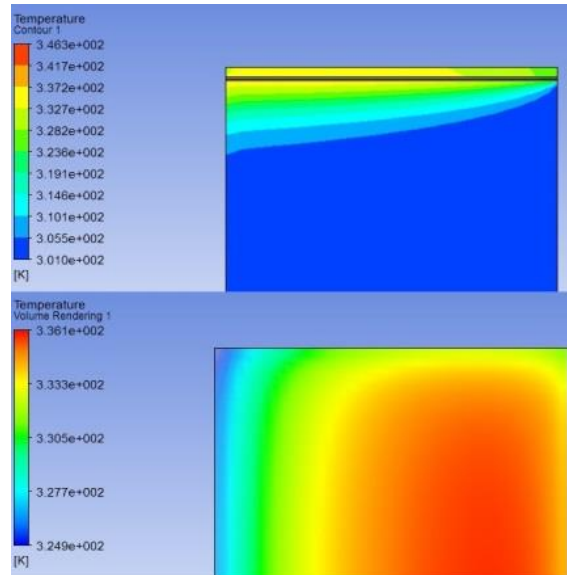 Temperature
Contour 1
3.463e+002
3.417e+002
3.372e+002
3.327e+002
3.282e+002
3.236e+002
3.191e+002
3.146e+002
3.101e+002
3.055e+002
3.010e+002
[K]
Temperature
Volume Rendering 1
3.361e+002
3.333e+002
3.305e+002
3.277e+002
3.249e+002
[K]